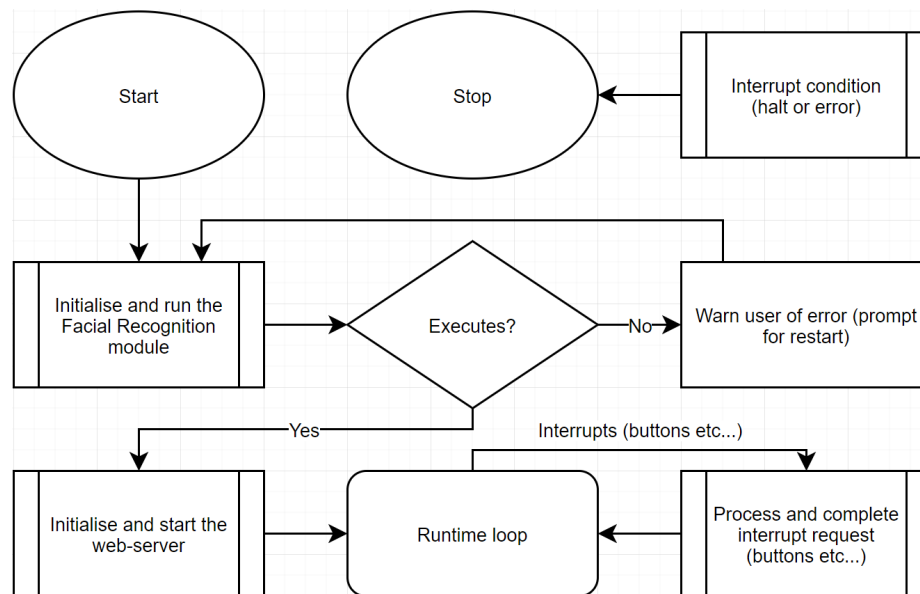 Start
Stop
Interrupt condition
(halt or error)
Initialise and run the
Facial Recognition
module
Executes?
No
Warn user of error (prompt
for restart)
Yes
Interrupts (buttons etc...)
Initialise and start the
web-server
Runtime loop
Process and complete
interrupt request
(buttons etc...)